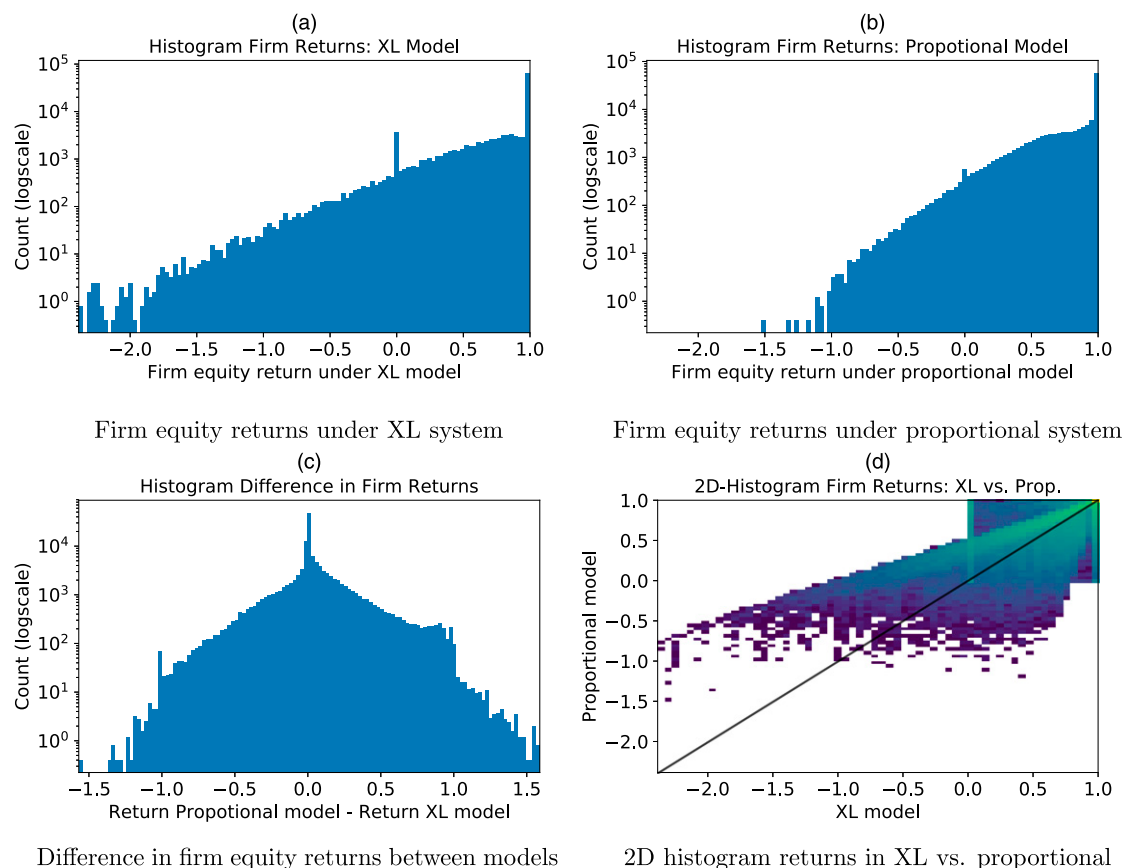 (a)
Histogram Firm Returns: XL Model
10^5
10^4
10^3
10^2
10^1
10^0
Count (logscale)
−2.0 −1.5 −1.0 −0.5 0.0 0.5 1.0
Firm equity return under XL model
Firm equity returns under XL system
(b)
Histogram Firm Returns: Propotional Model
10^5
10^4
10^3
10^2
10^1
10^0
Count (logscale)
−2.0 −1.5 −1.0 −0.5 0.0 0.5 1.0
Firm equity return under proportional model
Firm equity returns under proportional system
(c)
Histogram Difference in Firm Returns
10^4
10^3
10^2
10^1
10^0
Count (logscale)
−1.5 −1.0 −0.5 0.0 0.5 1.0 1.5
Return Propotional model - Return XL model
Difference in firm equity returns between models
(d)
2D-Histogram Firm Returns: XL vs. Prop.
1.0
0.5
0.0
−0.5
−1.0
−1.5
−2.0
Proportional model
−2.0 −1.5 −1.0 −0.5 0.0 0.5 1.0
XL model
2D histogram returns in XL vs. proportional